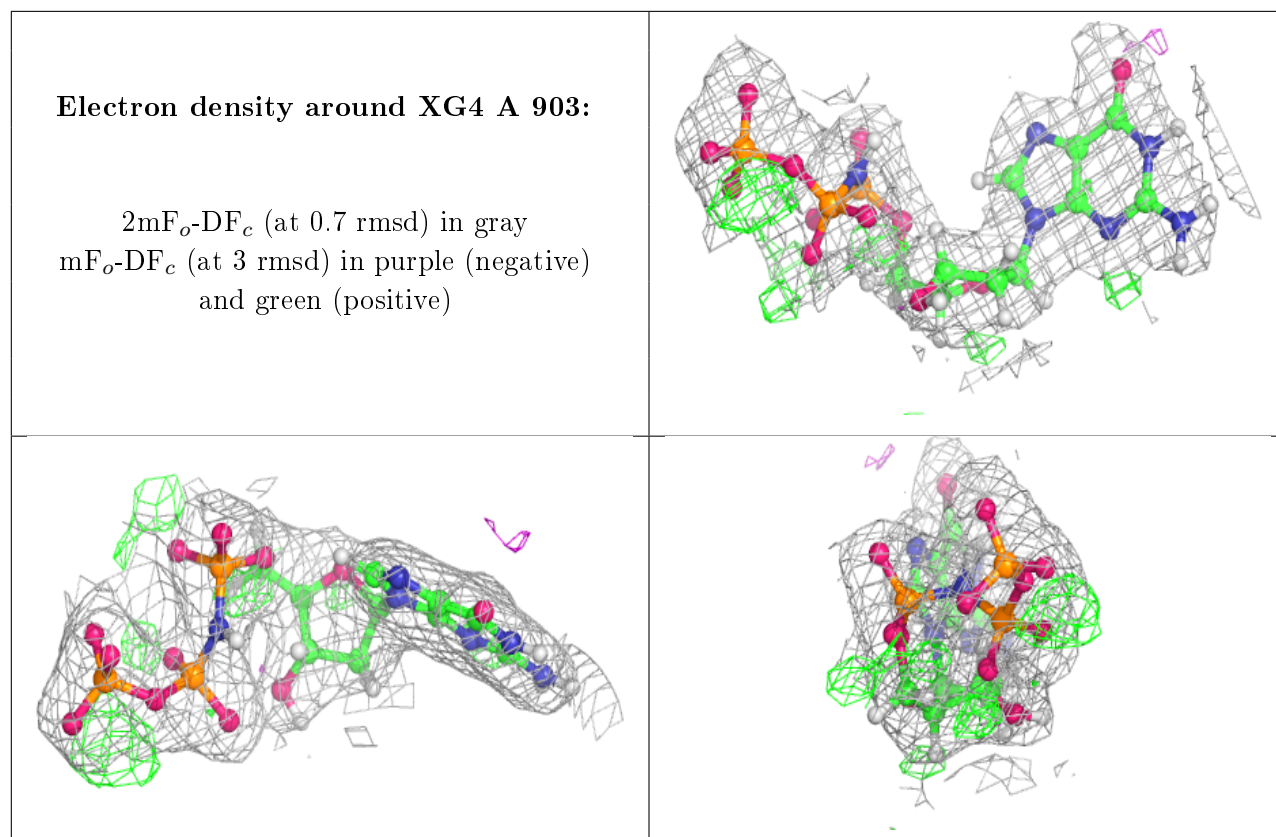 Electron density around XG4 A 903:
2mFo-DFc (at 0.7 rmsd) in gray
mFo-DFc (at 3 rmsd) in purple (negative)
and green (positive)